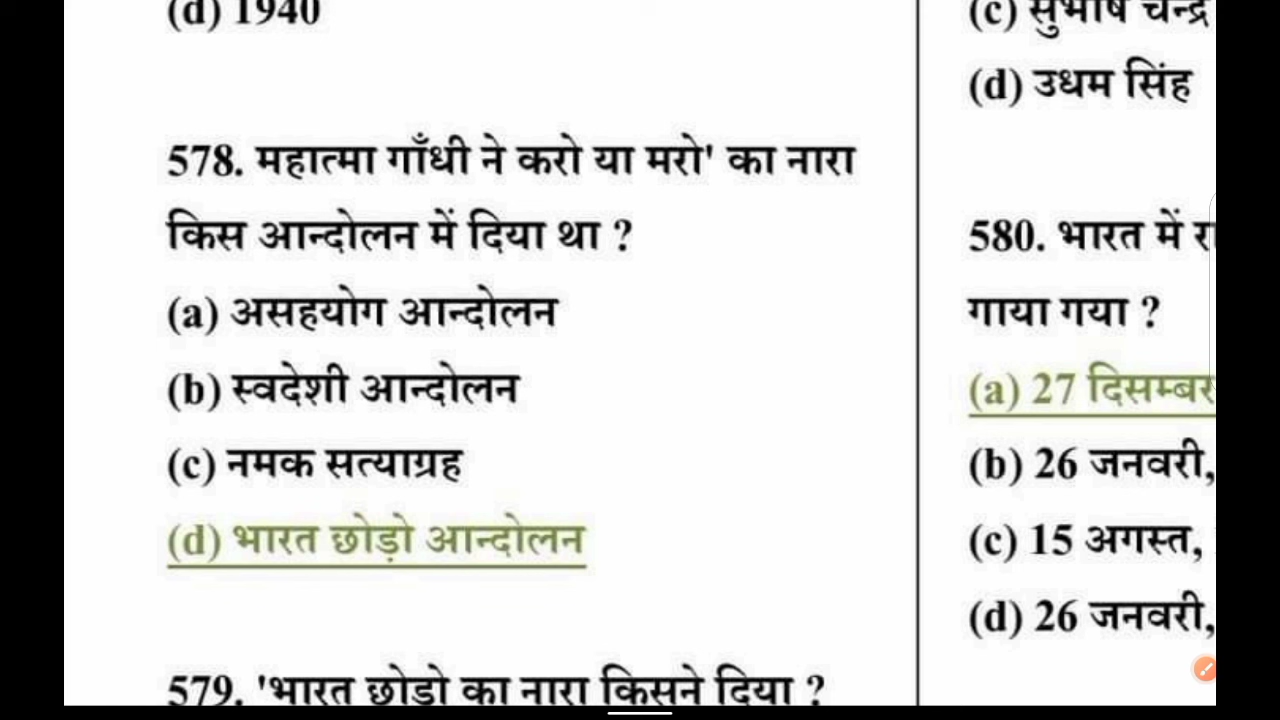 (d) 1940
578. महात्मा गाँधी ने करो या मरो' का नारा
किस आन्दोलन में दिया था ?
(a) असहयोग आन्दोलन
(b) स्वदेशी आन्दोलन
(c) नमक सत्याग्रह
(d) भारत छोड़ो आन्दोलन
579. 'भारत छोडो का नारा किसने दिया ?
(c) सुभाष चन्द्र
(d) उधम सिंह
580. भारत में
गाया गया ?
(a) 27 दिसम्बर
(b) 26 जनवरी,
(c) 15 अगस्त,
(d) 26 जनवरी,